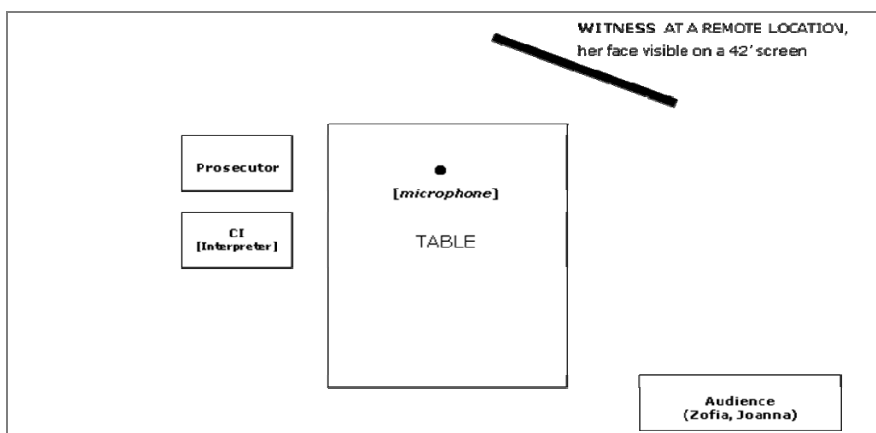 WITNESS AT A REMOTE LOCATION,
her face visible on a 42' screen
Prosecutor
[microphone]
CI
[Interpreter]
TABLE
Audience
(Zofia, Joanna)